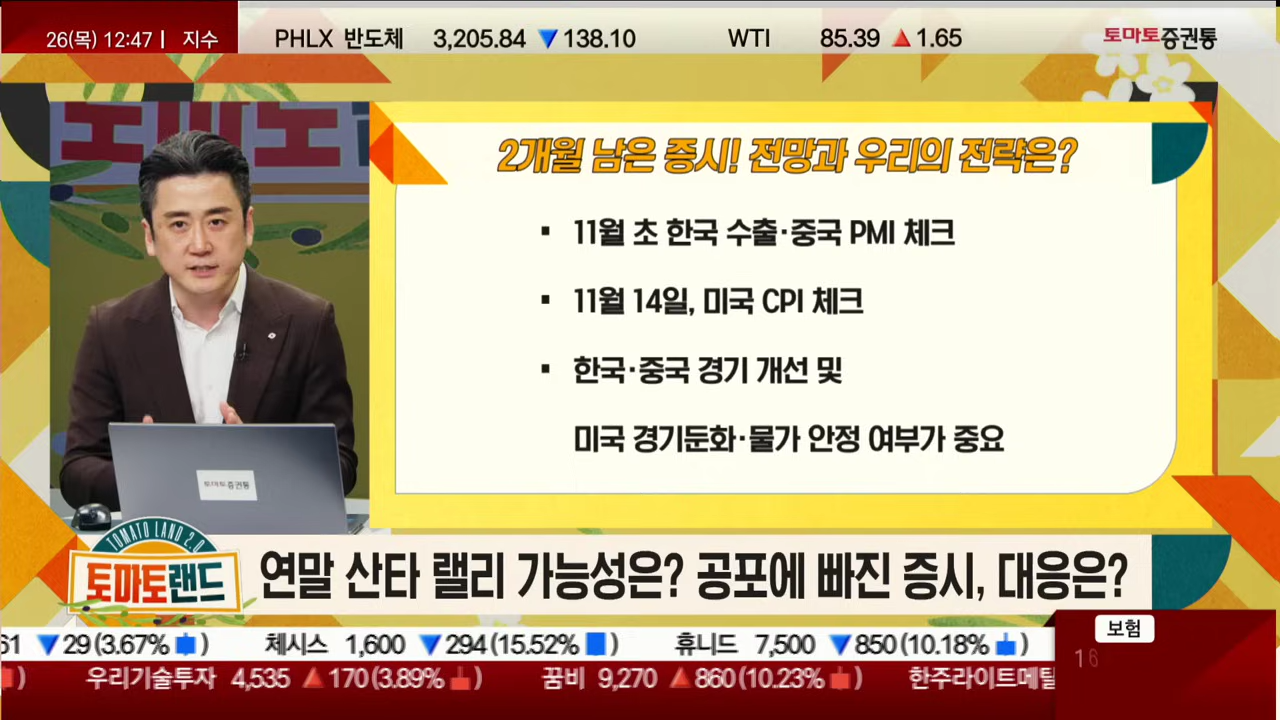 26(목) 12:47 | 지수 PHLX 반도체 3,205.84 ▼138.10 WTI 85.39 ▲1.65 토마토증권통
2개월 남은 증시! 전망과 우리의 전략은?
▪ 11월 초 한국 수출·중국 PMI 체크
▪ 11월 14일, 미국 CPI 체크
▪ 한국·중국 경기 개선 및
미국 경기둔화·물가 안정 여부가 중요
토마토증권통
TOMATO LAND 2.0
토마토랜드
연말 산타 랠리 가능성은? 공포에 빠진 증시, 대응은?
61 ▼29(3.67% ) 체시스 1,600 ▼294(15.52% ) 휴니드 7,500 ▼850(10.18% )
보험
16
) 우리기술투자 4,535 ▲170(3.89% ) 꿈비 9,270 ▲860(10.23% ) 한주라이트메탈